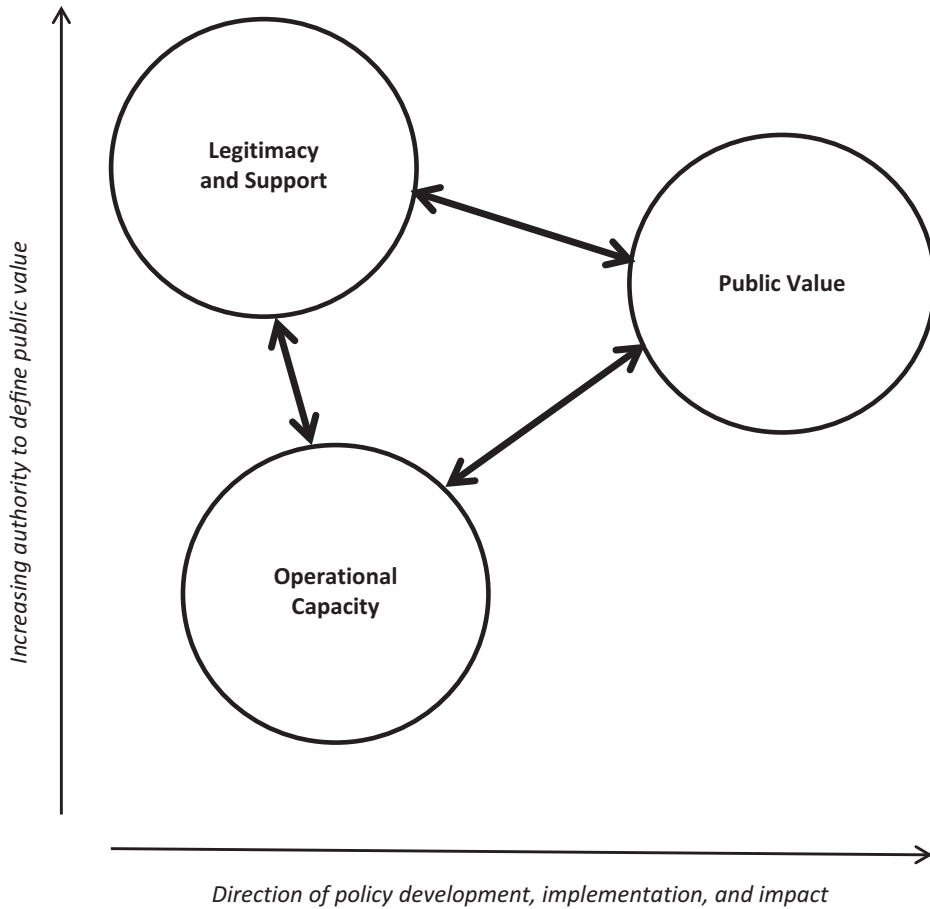 Increasing authority to define public value
Legitimacy
and Support
Public Value
Operational
Capacity
Direction of policy development, implementation, and impact